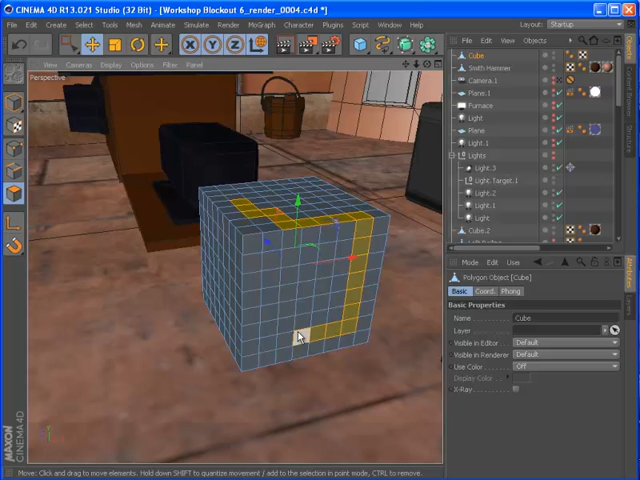 CINEMA 4D R13.021 Studio (32 Bit) - [Workshop Blockout 6_render_0004.c4d *]
File Edit Create Select Tools Mesh Animate Simulate Render MoGraph Character Plugins Script Window Help Layout: Startup
View Cameras Display Options Filter Panel
Perspective
File Edit View Objects
Cube
Smith Hammer
Camera.1
Plane.1
Furnace
Light
Plane
Light.1
Lights
Light.3
Light.Target.1
Light.2
Light.1
Light
Cube.2
Mode Edit User
Polygon Object [Cube]
Basic Coord. Phong
Basic Properties
Name Cube
Layer
Visible in Editor Default
Visible in Renderer Default
Use Color Off
Display Color
X-Ray
Attributes
Y
MAXON
CINEMA 4D
Move: Click and drag to move elements. Hold down SHIFT to quantize movement / add to the selection in point mode, CTRL to remove.